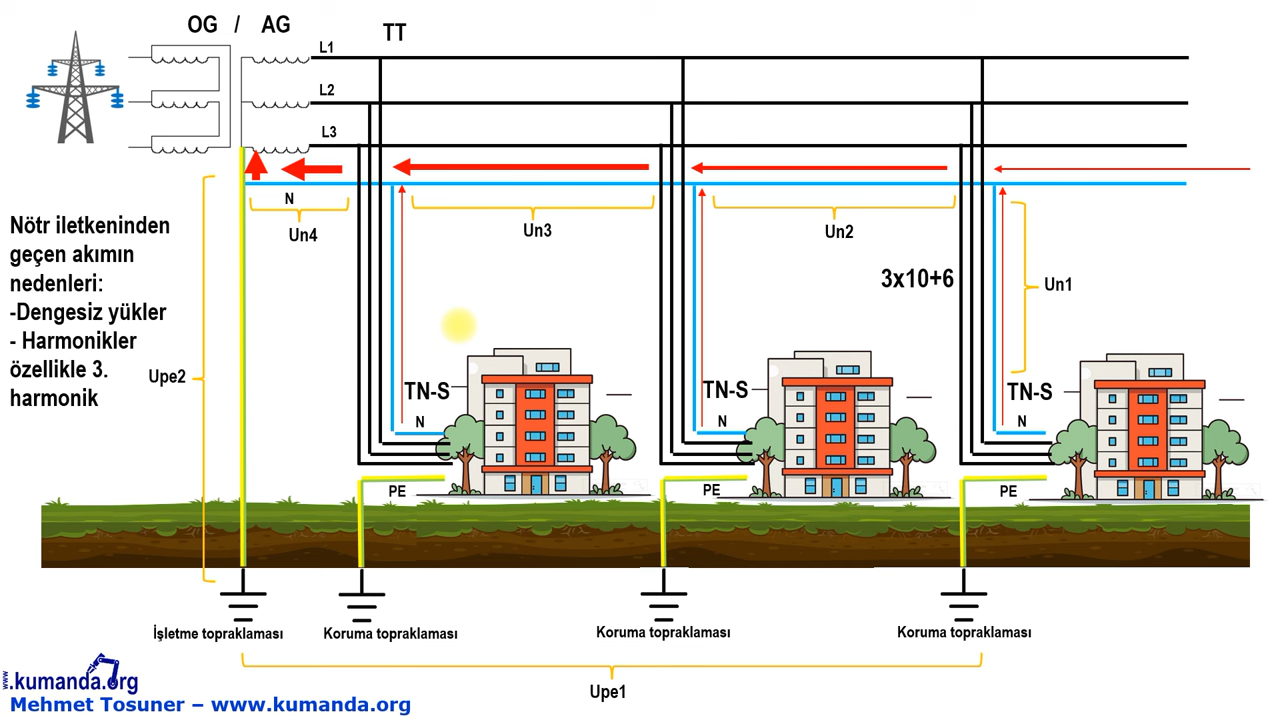 OG / AG
TT
L1
L2
L3
N
Un4
Un3
Un2
Un1
3x10+6
Nötr iletkeninden
geçen akımın
nedenleri:
-Dengesiz yükler
- Harmonikler
özellikle 3.
harmonik
Upe2
TN-S
TN-S
TN-S
N
N
N
PE
PE
PE
İşletme topraklaması
Koruma topraklaması
Koruma topraklaması
Koruma topraklaması
Upe1
www.kumanda.org
Mehmet Tosuner – www.kumanda.org